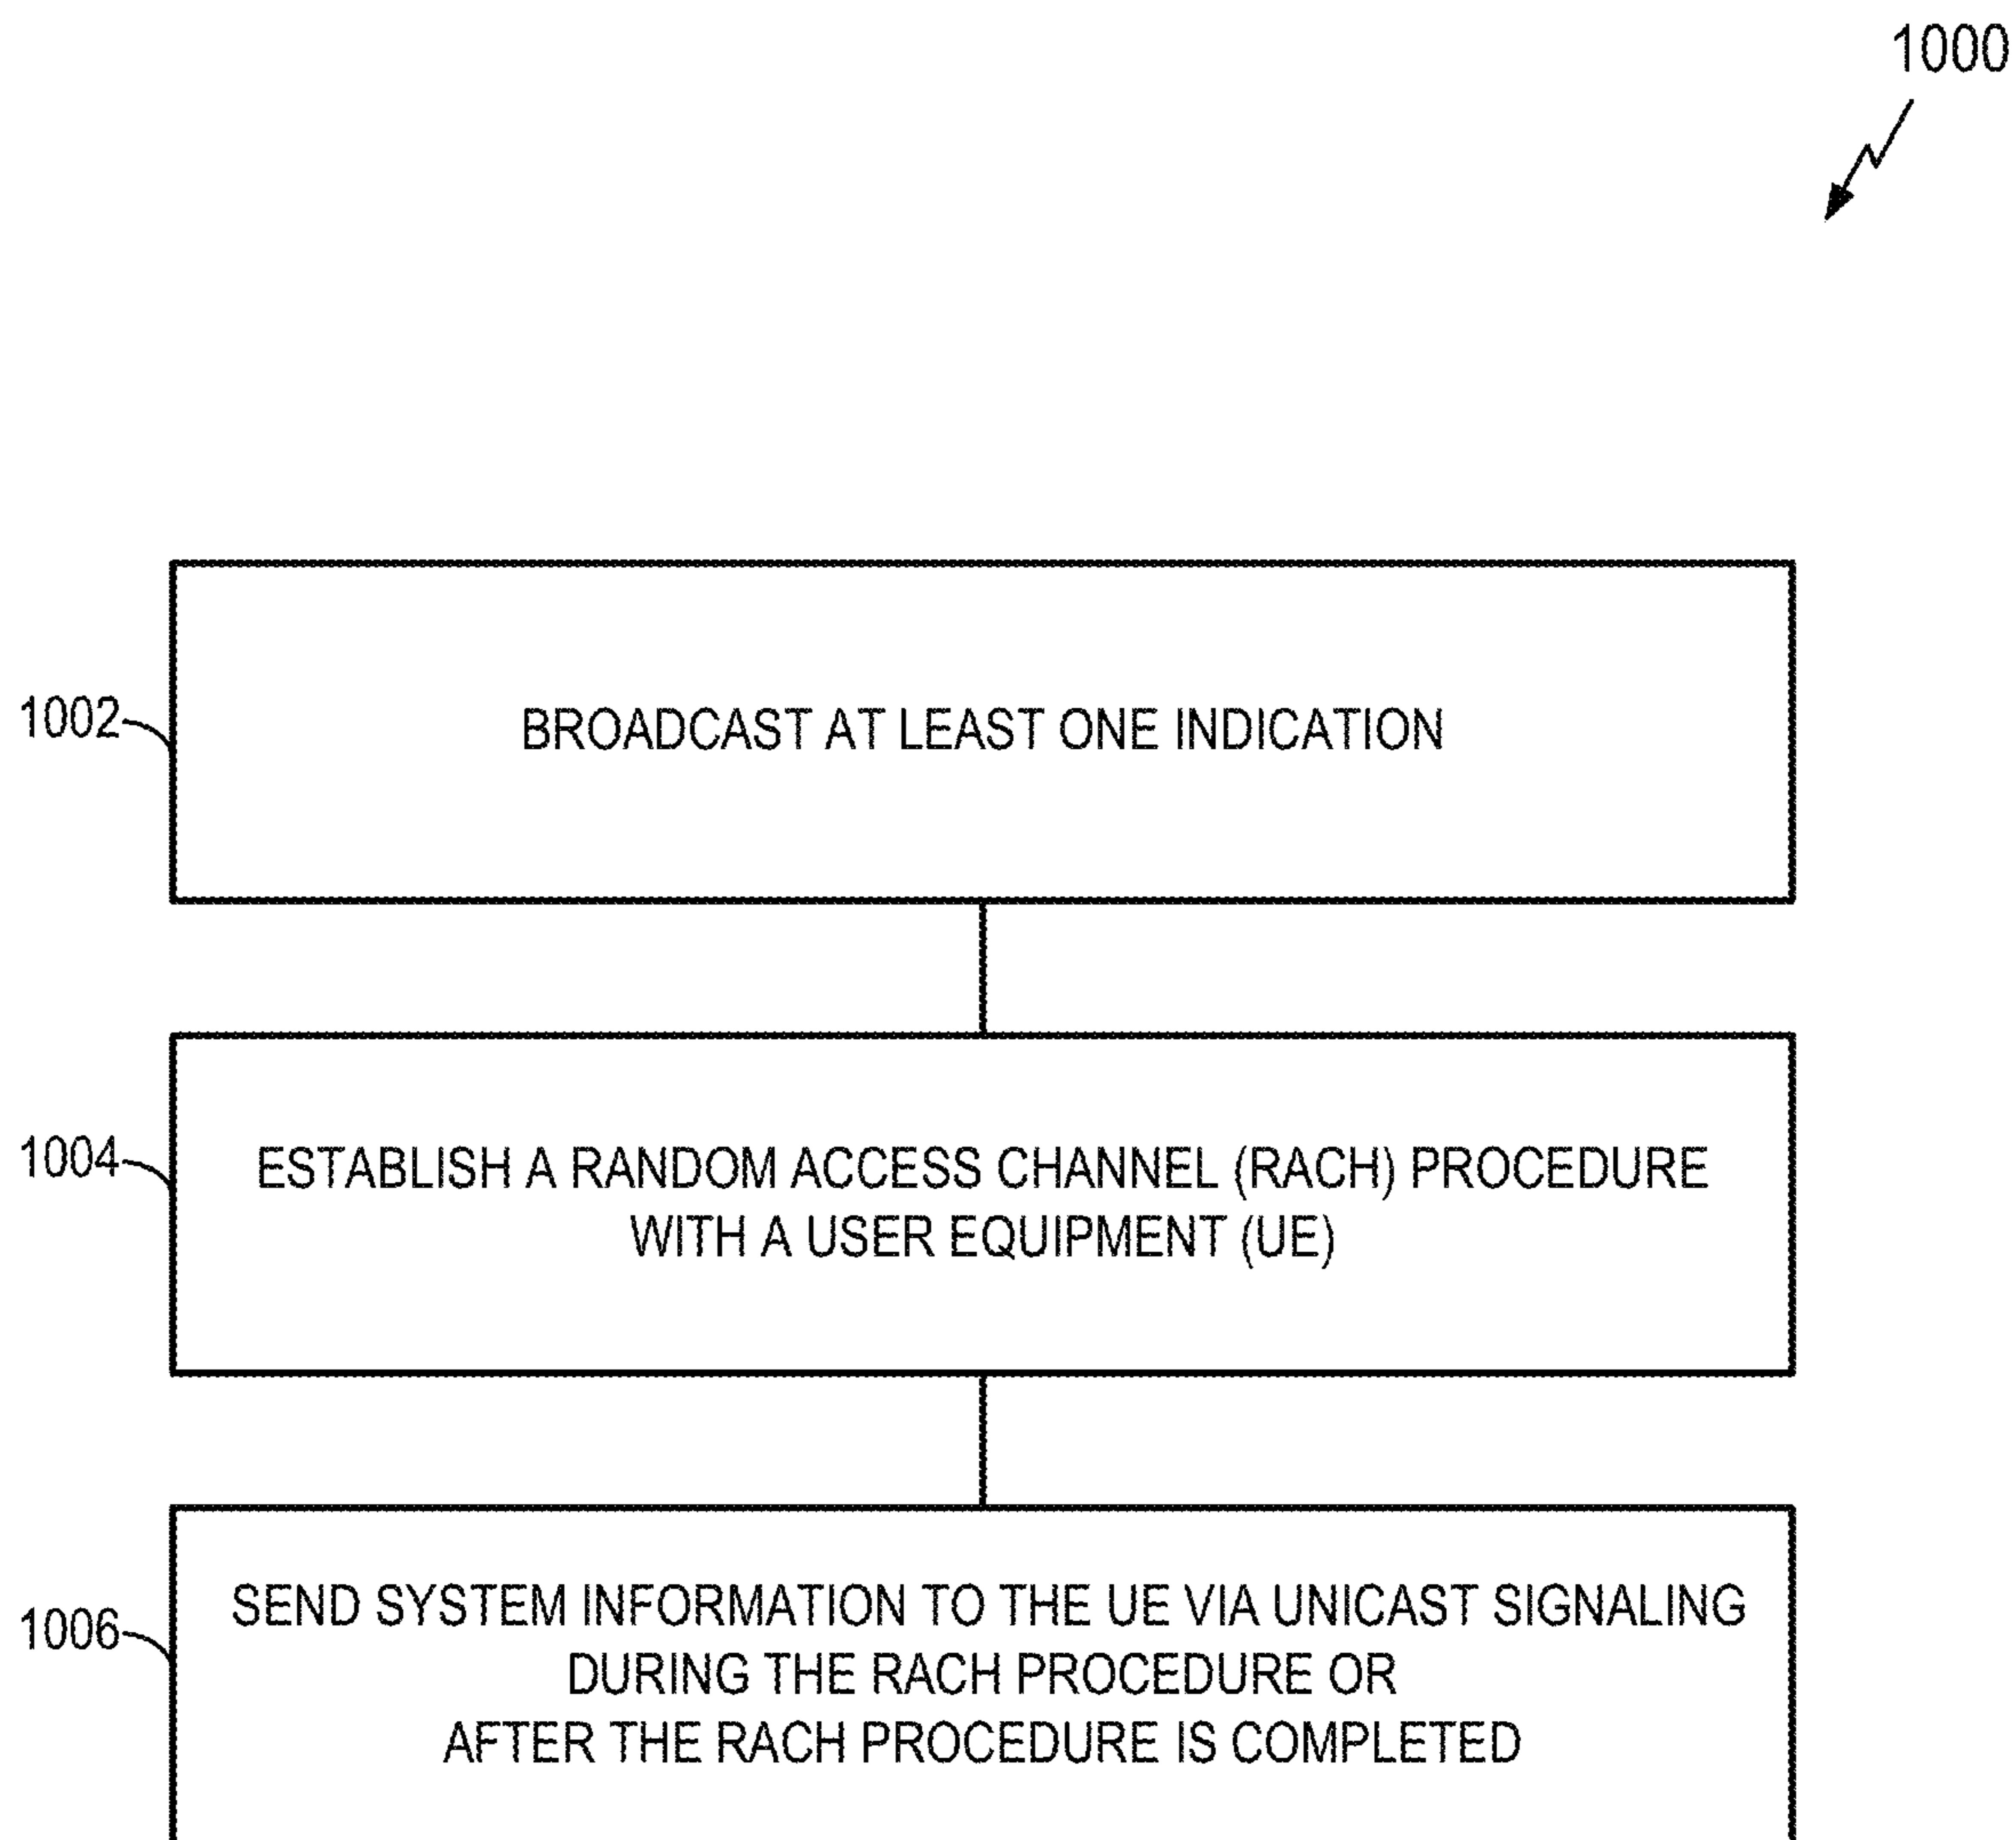 1000
1002
BROADCAST AT LEAST ONE INDICATION
1004
ESTABLISH A RANDOM ACCESS CHANNEL (RACH) PROCEDURE
WITH A USER EQUIPMENT (UE)
1006
SEND SYSTEM INFORMATION TO THE UE VIA UNICAST SIGNALING
DURING THE RACH PROCEDURE OR
AFTER THE RACH PROCEDURE IS COMPLETED